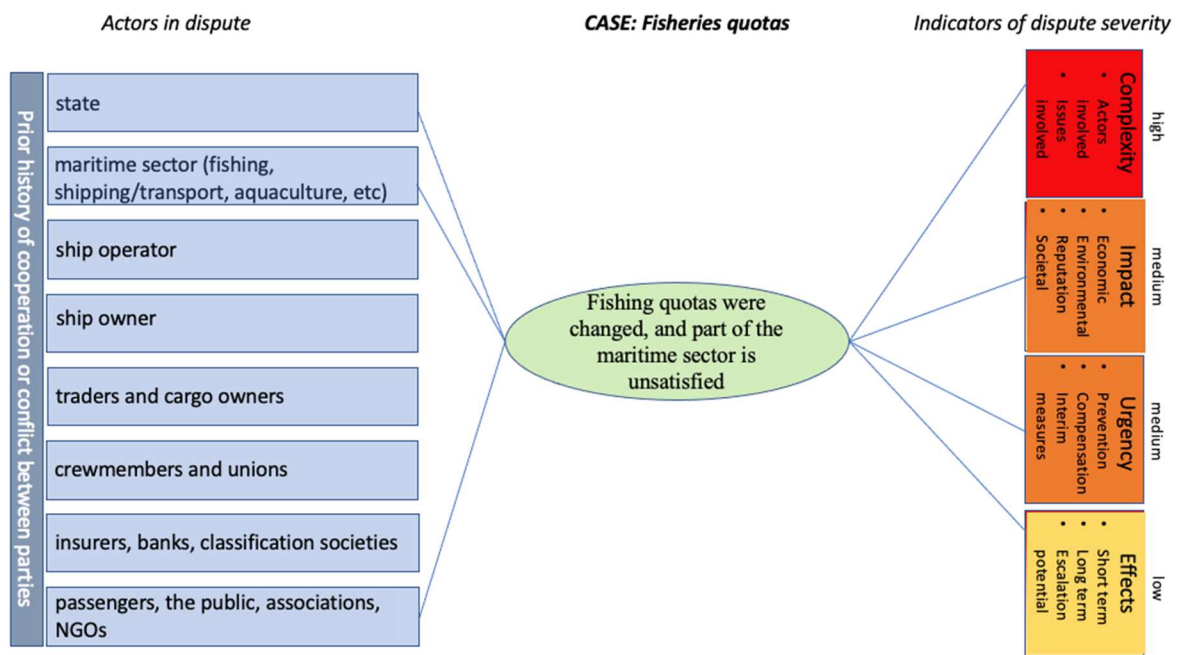 Actors in dispute
CASE: Fisheries quotas
Indicators of dispute severity
Prior history of cooperation or conflict between parties
state
maritime sector (fishing,
shipping/transport, aquaculture, etc)
ship operator
ship owner
traders and cargo owners
crewmembers and unions
insurers, banks, classification societies
passengers, the public, associations,
NGOs
Fishing quotas were
changed, and part of the
maritime sector is
unsatisfied
high
Complexity
• Actors
involved
• Issues
involved
medium
Impact
• Economic
• Environmental
• Reputation
• Societal
medium
Urgency
• Prevention
• Compensation
• Interim
measures
low
Effects
• Short term
• Long term
• Escalation
potential